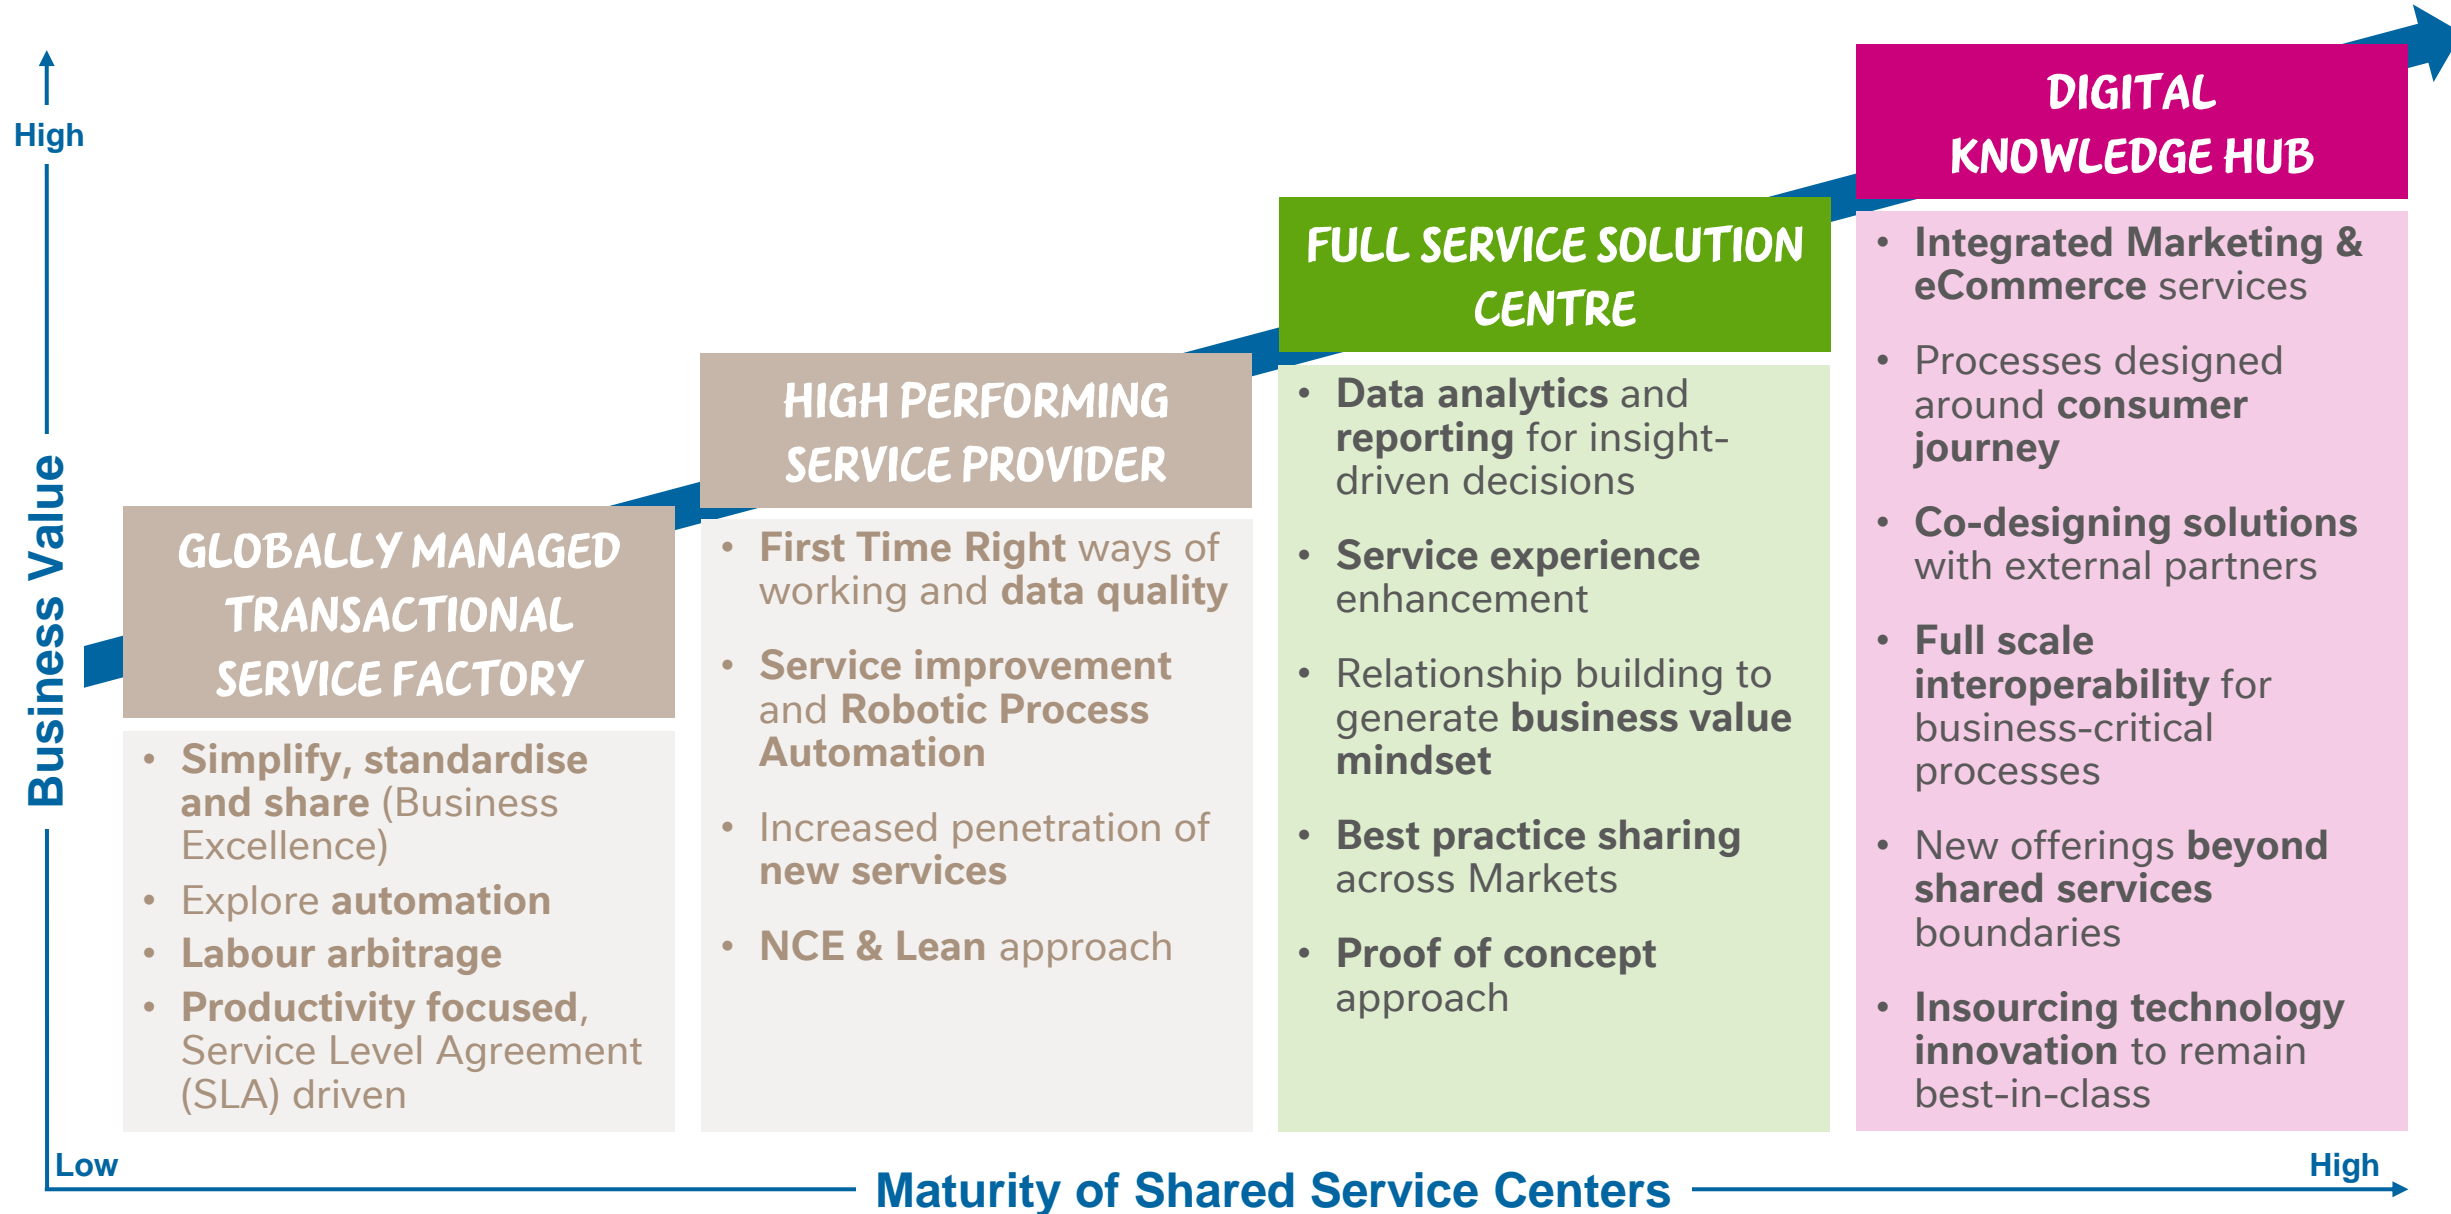 High
Business Value
GLOBALLY MANAGED
TRANSACTIONAL
SERVICE FACTORY
• Simplify, standardise
and share (Business
Excellence)
• Explore automation
• Labour arbitrage
• Productivity focused,
Service Level Agreement
(SLA) driven
HIGH PERFORMING
SERVICE PROVIDER
• First Time Right ways of
working and data quality
• Service improvement
and Robotic Process
Automation
• Increased penetration of
new services
• NCE & Lean approach
FULL SERVICE SOLUTION
CENTRE
• Data analytics and
reporting for insight-
driven decisions
• Service experience
enhancement
• Relationship building to
generate business value
mindset
• Best practice sharing
across Markets
• Proof of concept
approach
DIGITAL
KNOWLEDGE HUB
• Integrated Marketing &
eCommerce services
• Processes designed
around consumer
journey
• Co-designing solutions
with external partners
• Full scale
interoperability for
business-critical
processes
• New offerings beyond
shared services
boundaries
• Insourcing technology
innovation to remain
best-in-class
Low
Maturity of Shared Service Centers
High